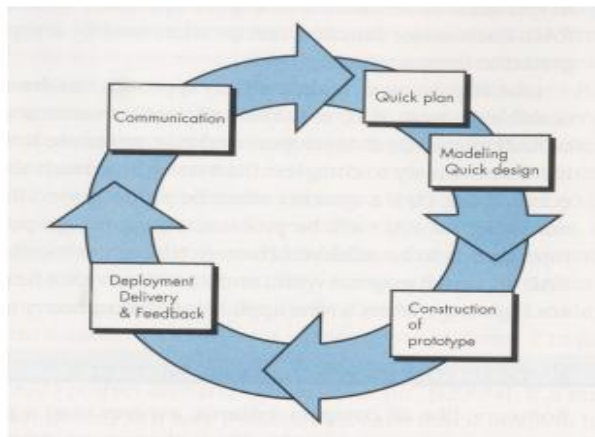 Communication
Quick plan
Modeling
Quick design
Construction
of
prototype
Deployment
Delivery
& Feedback